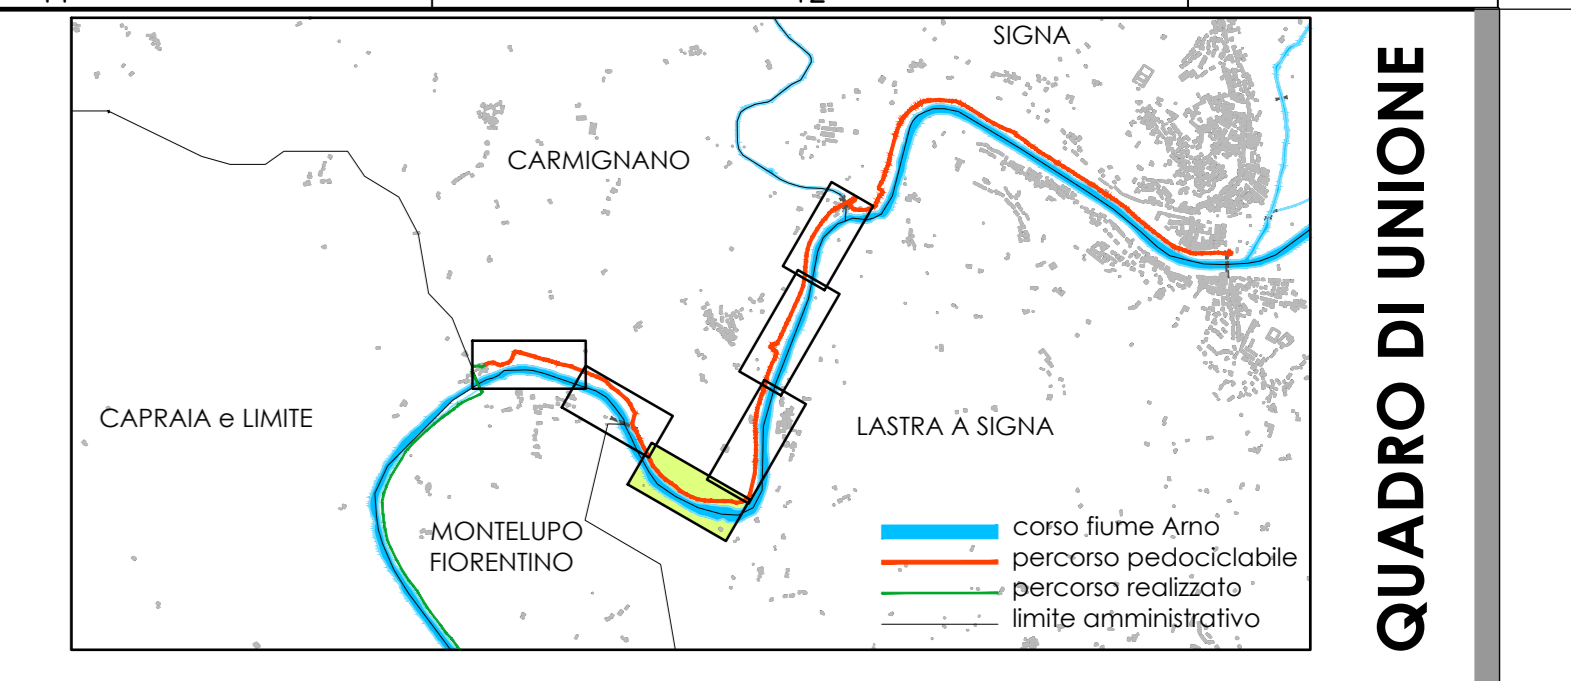 SIGNA
CARMIGNANO
CAPRAIA e LIMITE
LASTRA A SIGNA
MONTELUPO
FIORENTINO
corso fiume Arno
percorso pedociclabile
percorso realizzato
limite amministrativo
QUADRO DI UNIONE